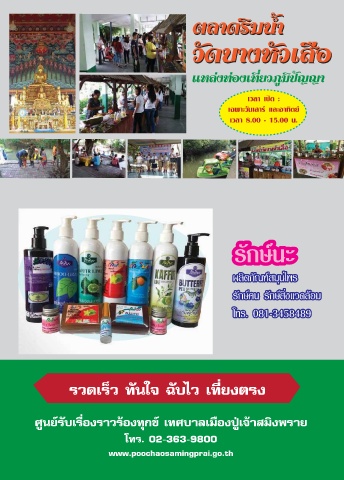 ตลาดริมน้ำ
วัดบางหัวเสือ
แหล่งท่องเที่ยวภูมิปัญญา
เวลา เปิด :
เฉพาะวันเสาร์ และอาทิตย์
เวลา 8.00 - 15.00 น.
รักษ์นะ
ผลิตภัณฑ์สมุนไพร
รักษ์ตน รักษ์สิ่งแวดล้อม
โทร. 081-3458489
BUTTERFLY
รวดเร็ว ทันใจ ฉับไว เที่ยงตรง
ศูนย์รับเรื่องราวร้องทุกข์ เทศบาลเมืองปู่เจ้าสมิงพราย
โทร. 02-363-9800
www.poochaosamingprai.go.th